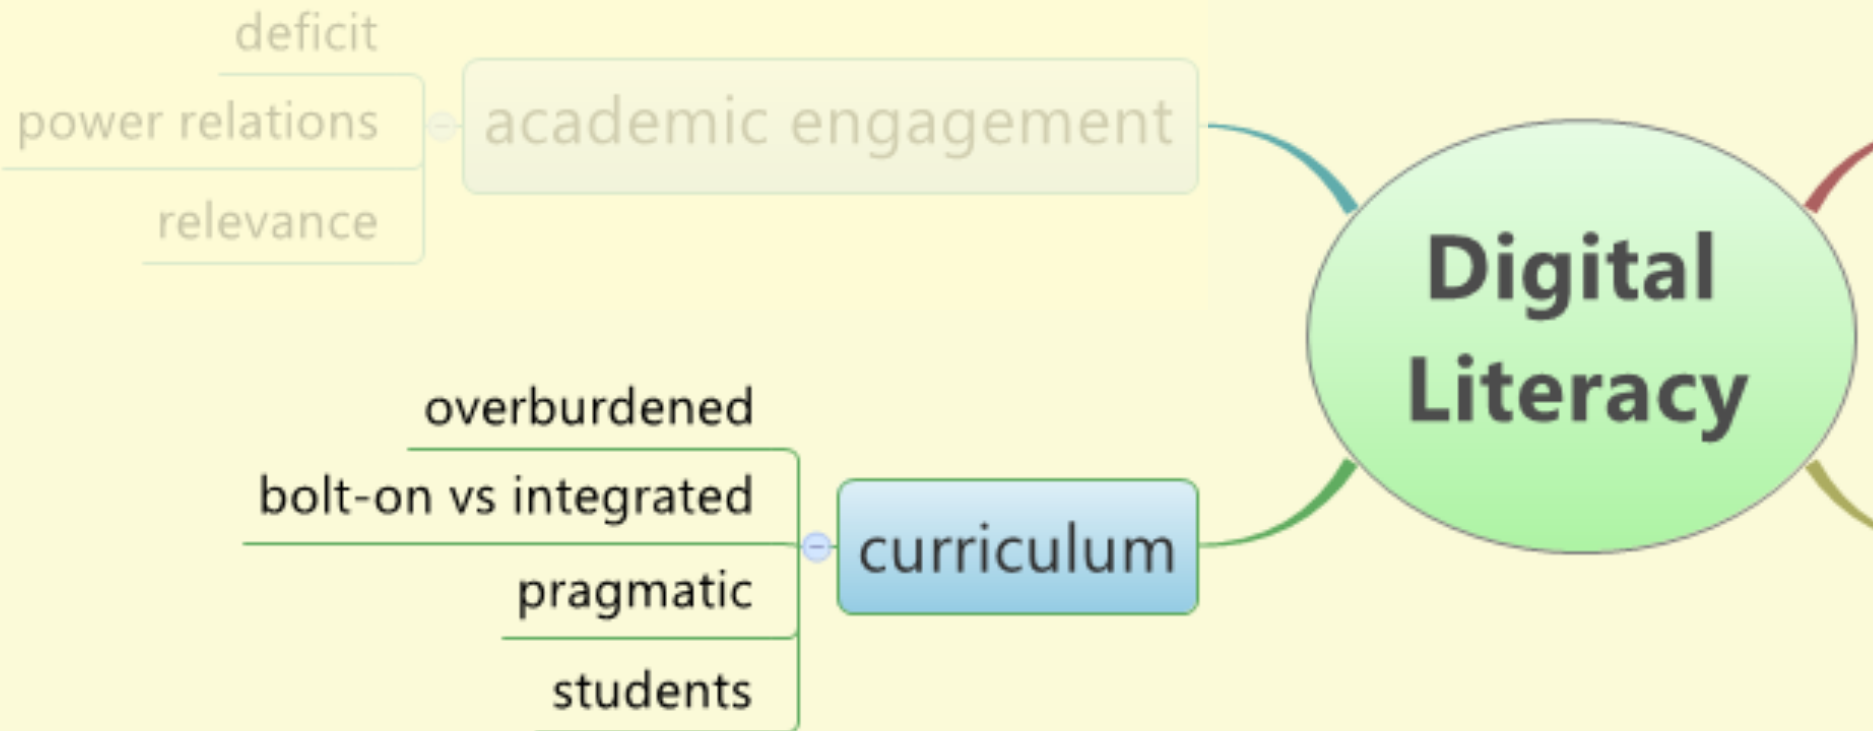 deficit
power relations
relevance
academic engagement
Digital
Literacy
overburdened
bolt-on vs integrated
pragmatic
students
curriculum